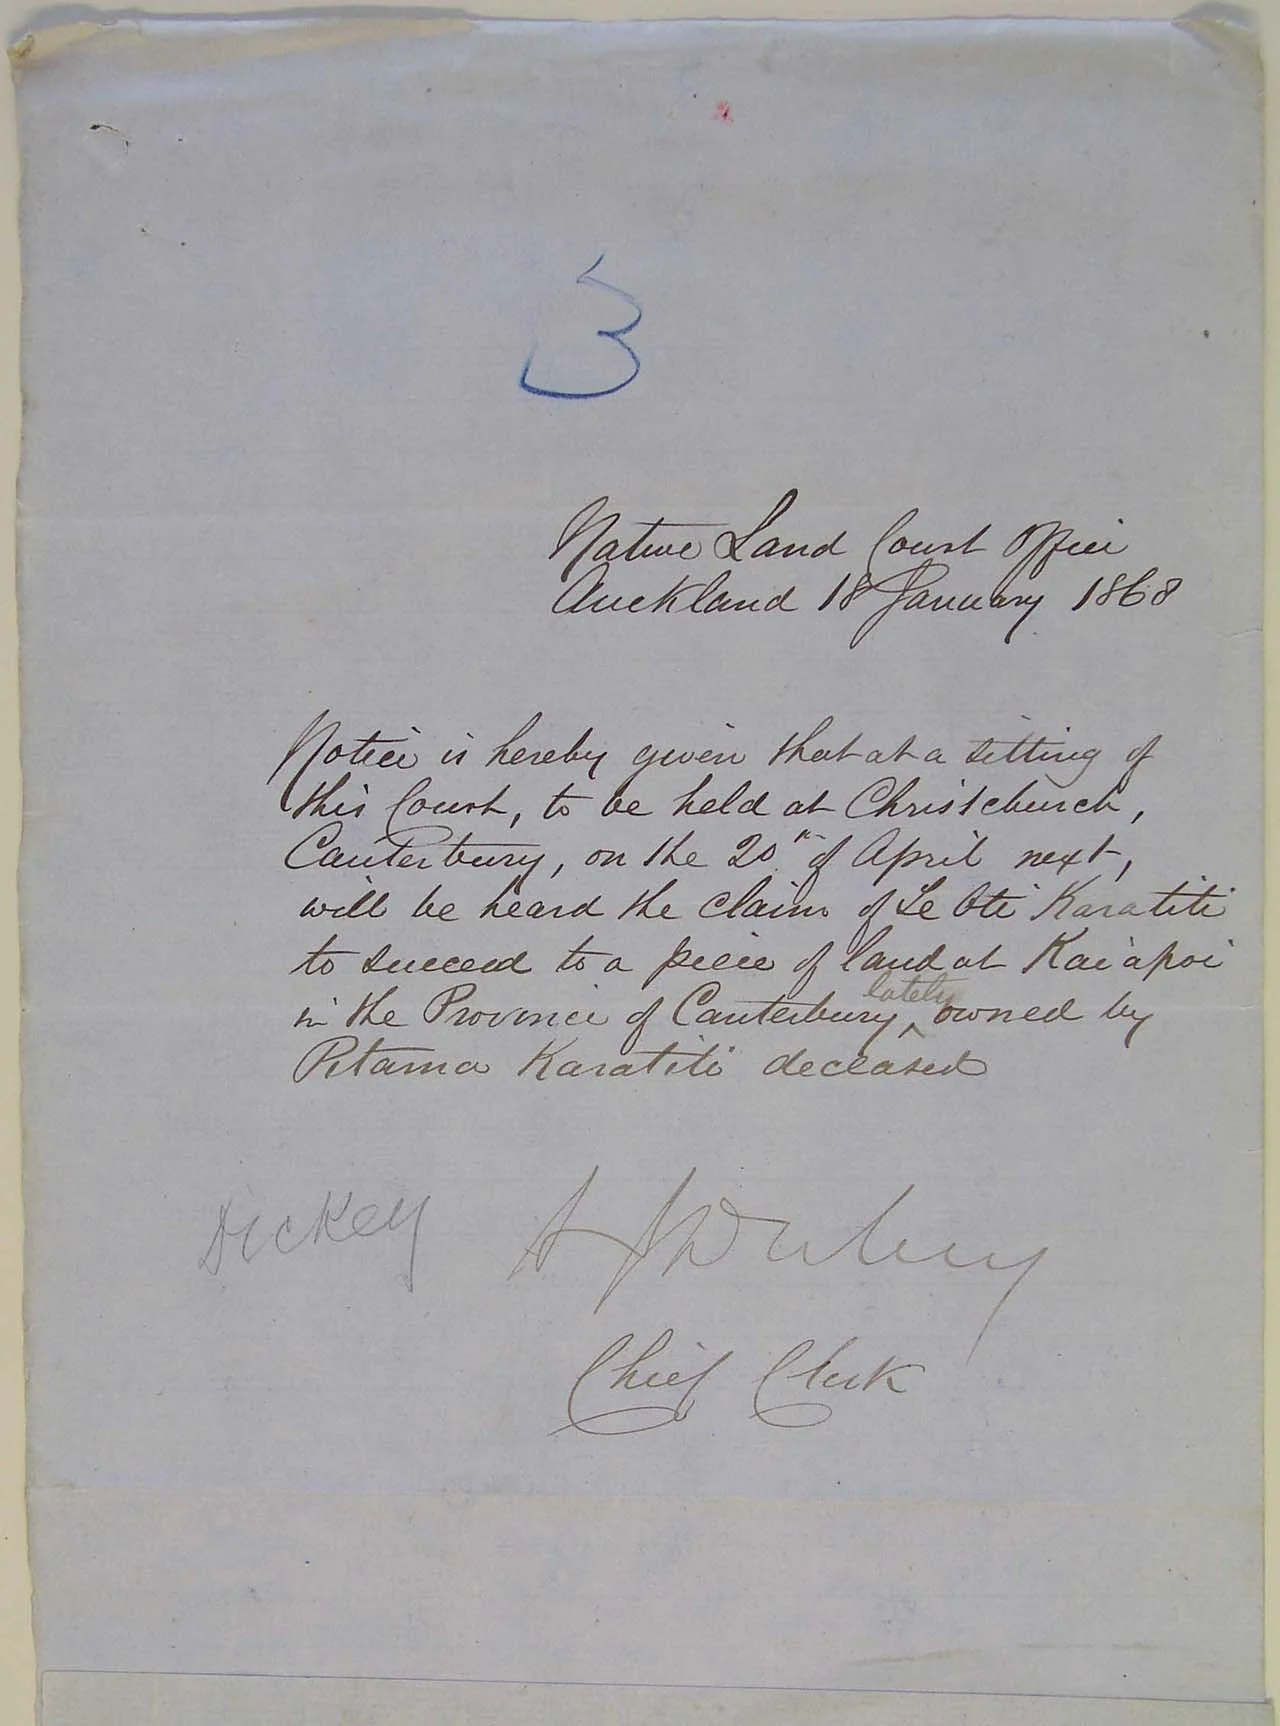 3
Native Land Court Office
Auckland 18 January 1868
Notice is hereby given that at a sitting of
this Court, to be held at Christchurch,
Canterbury, on the 20th of April next,
will be heard the claim of Te Oti Karatiti
to succeed to a piece of land at Kaiapoi
in the Province of Canterbury, lately owned by
Pitama Karatiti deceased
Dickey
Chief Clerk